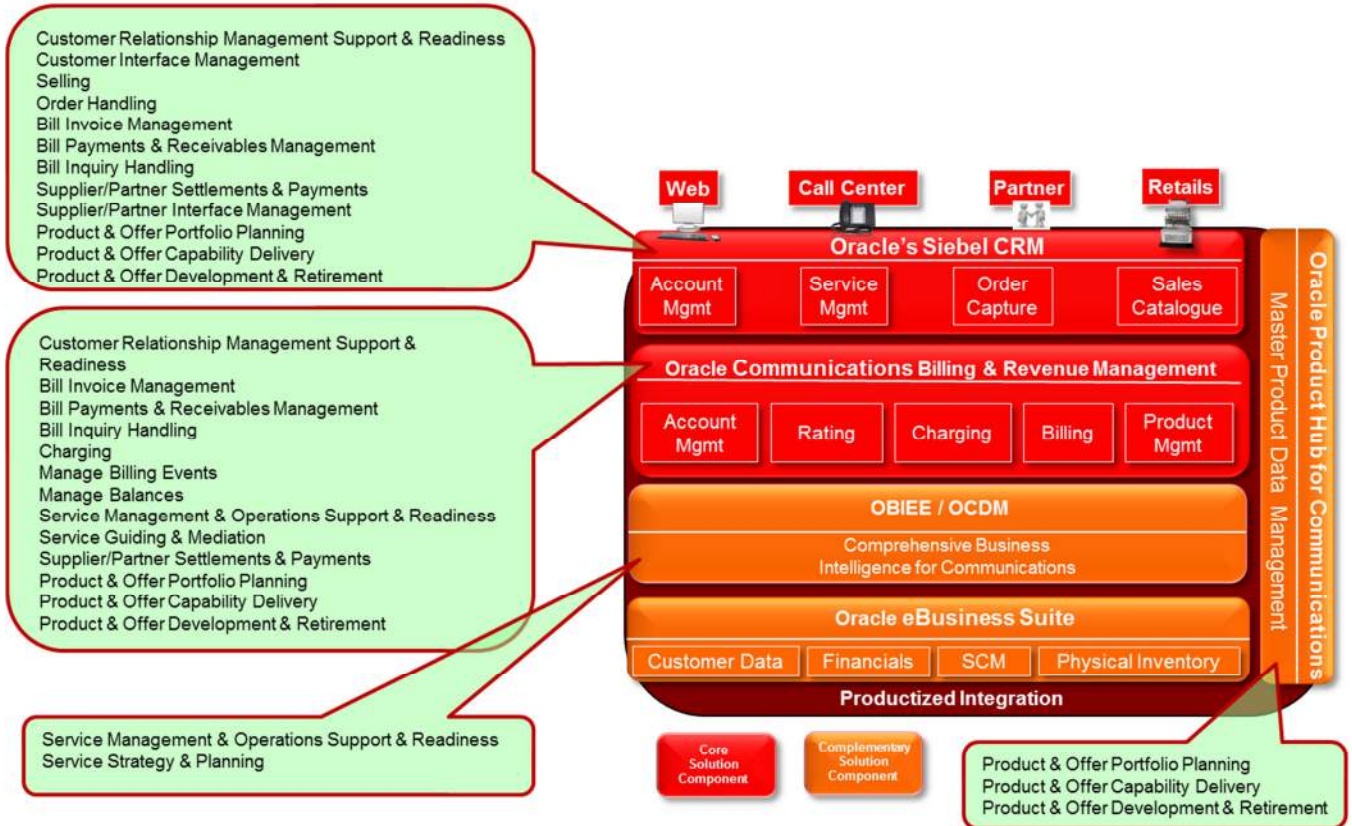 Customer Relationship Management Support & Readiness
Customer Interface Management
Selling
Order Handling
Bill Invoice Management
Bill Payments & Receivables Management
Bill Inquiry Handling
Supplier/Partner Settlements & Payments
Supplier/Partner Interface Management
Product & Offer Portfolio Planning
Product & Offer Capability Delivery
Product & Offer Development & Retirement
Customer Relationship Management Support &
Readiness
Bill Invoice Management
Bill Payments & Receivables Management
Bill Inquiry Handling
Charging
Manage Billing Events
Manage Balances
Service Management & Operations Support & Readiness
Service Guiding & Mediation
Supplier/Partner Settlements & Payments
Product & Offer Portfolio Planning
Product & Offer Capability Delivery
Product & Offer Development & Retirement
Service Management & Operations Support & Readiness
Service Strategy & Planning
Web
Call Center
Partner
Retails
Oracle's Siebel CRM
Account
Mgmt
Service
Mgmt
Order
Capture
Sales
Catalogue
Oracle Communications Billing & Revenue Management
Account
Mgmt
Rating
Charging
Billing
Product
Mgmt
OBIEE / OCDM
Comprehensive Business
Intelligence for Communications
Oracle eBusiness Suite
Customer Data
Financials
SCM
Physical Inventory
Productized Integration
Oracle Product Hub for Communications
Master Product Data Management
Core
Solution
Component
Complementary
Solution
Component
Product & Offer Portfolio Planning
Product & Offer Capability Delivery
Product & Offer Development & Retirement